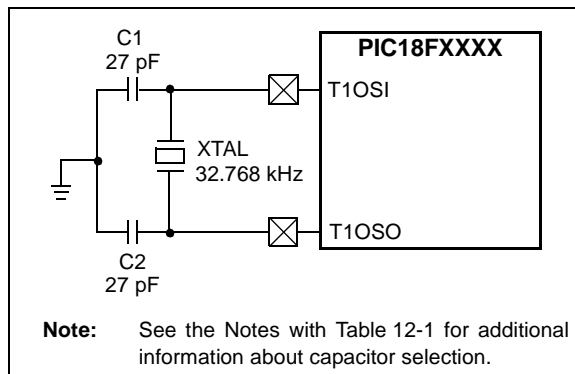 C1
27 pF
PIC18FXXXX
T1OSI
XTAL
32.768 kHz
T1OSO
C2
27 pF
Note: See the Notes with Table 12-1 for additional
information about capacitor selection.